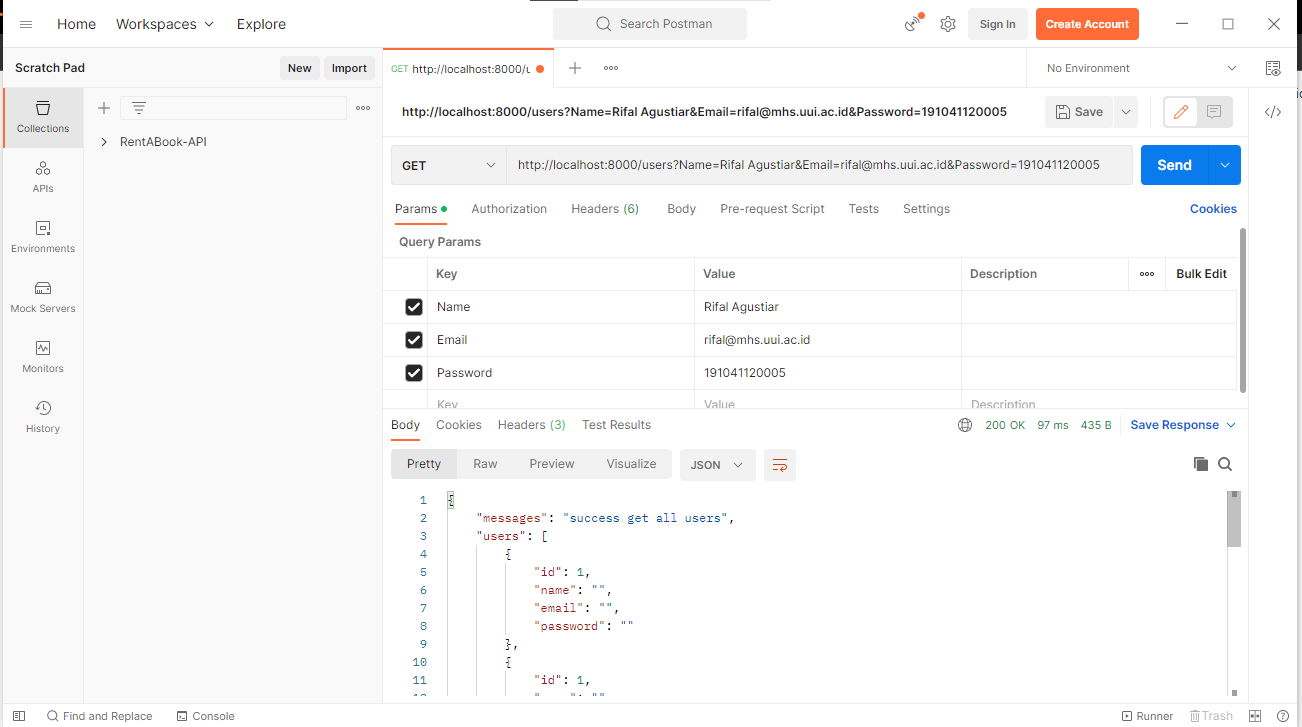 Home Workspaces Explore Search Postman Sign In Create Account
Scratch Pad New Import GET http://localhost:8000/u No Environment
Collections
APIs
Environments
Mock Servers
Monitors
History
RentABook-API
http://localhost:8000/users?Name=Rifal Agustiar&Email=rifal@mhs.uui.ac.id&Password=191041120005 Save
GET http://localhost:8000/users?Name=Rifal Agustiar&Email=rifal@mhs.uui.ac.id&Password=191041120005 Send
Params Authorization Headers (6) Body Pre-request Script Tests Settings Cookies
Query Params
Key Value Description Bulk Edit
Name Rifal Agustiar
Email rifal@mhs.uui.ac.id
Password 191041120005
Key Value Description
Body Cookies Headers (3) Test Results 200 OK 97 ms 435 B Save Response
Pretty Raw Preview Visualize JSON
1 {
2 "messages": "success get all users",
3 "users": [
4 {
5 "id": 1,
6 "name": "",
7 "email": "",
8 "password": ""
9 },
10 {
11 "id": 1,
Find and Replace Console Runner Trash